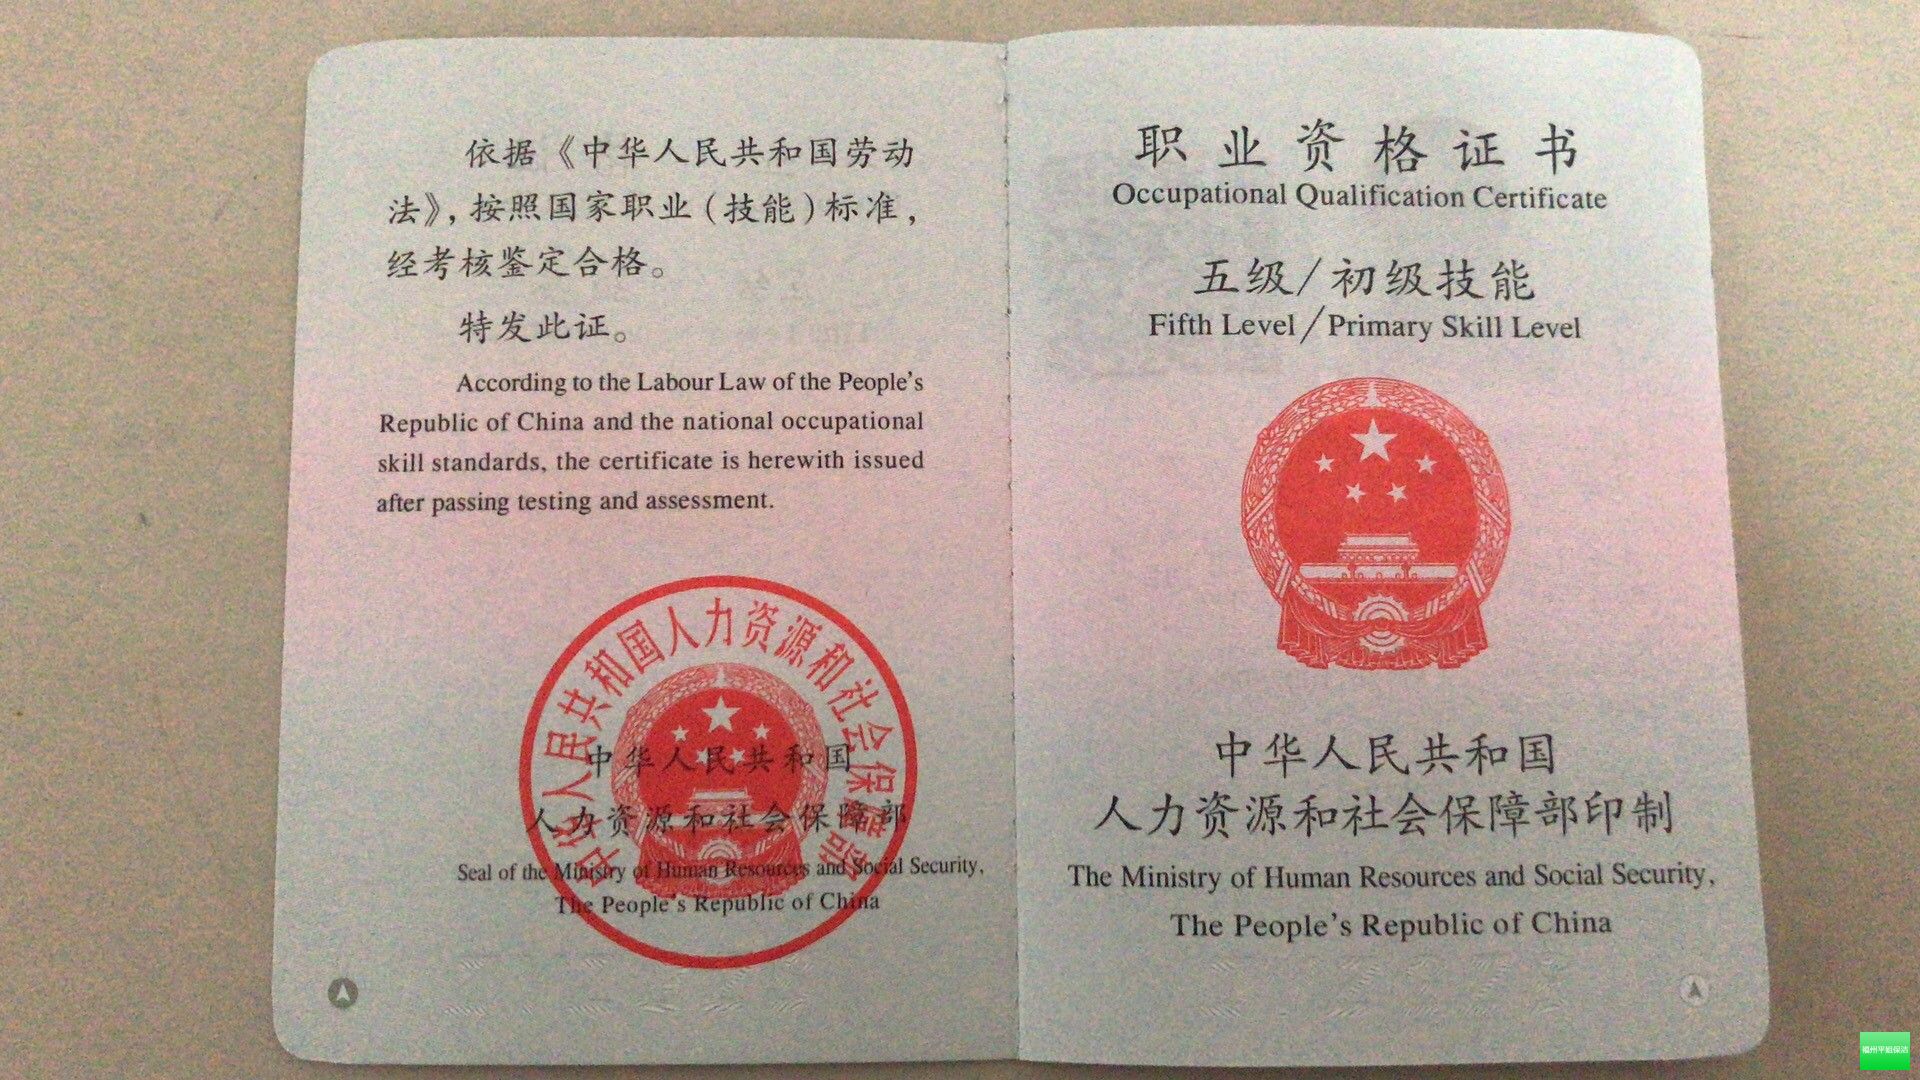 依据《中华人民共和国劳动
法》，按照国家职业（技能）标准，
经考核鉴定合格。
特发此证。
According to the Labour Law of the People's
Republic of China and the national occupational
skill standards, the certificate is herewith issued
after passing testing and assessment.
中华人民共和国人力资源和社会保障部
中华人民共和国
人力资源和社会保障部
Seal of the Ministry of Human Resources and Social Security,
The People's Republic of China
职业资格证书
Occupational Qualification Certificate
五级/初级技能
Fifth Level/Primary Skill Level
中华人民共和国
人力资源和社会保障部印制
The Ministry of Human Resources and Social Security,
The People's Republic of China
福州平姐保洁